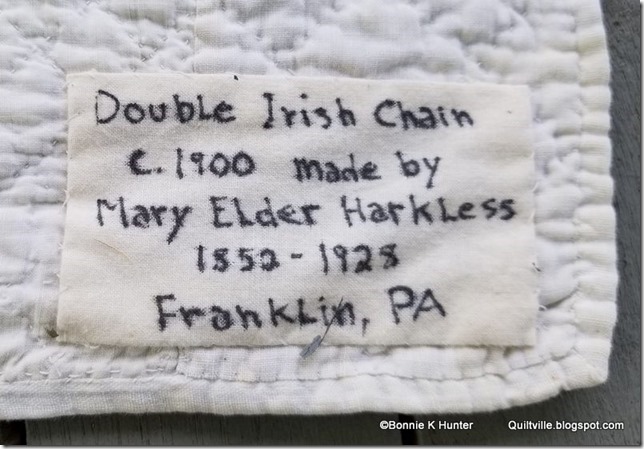 Double Irish Chain
c. 1900 made by
Mary Elder Harkless
1852 - 1928
Franklin, PA
©Bonnie K Hunter Quiltville.blogspot.com